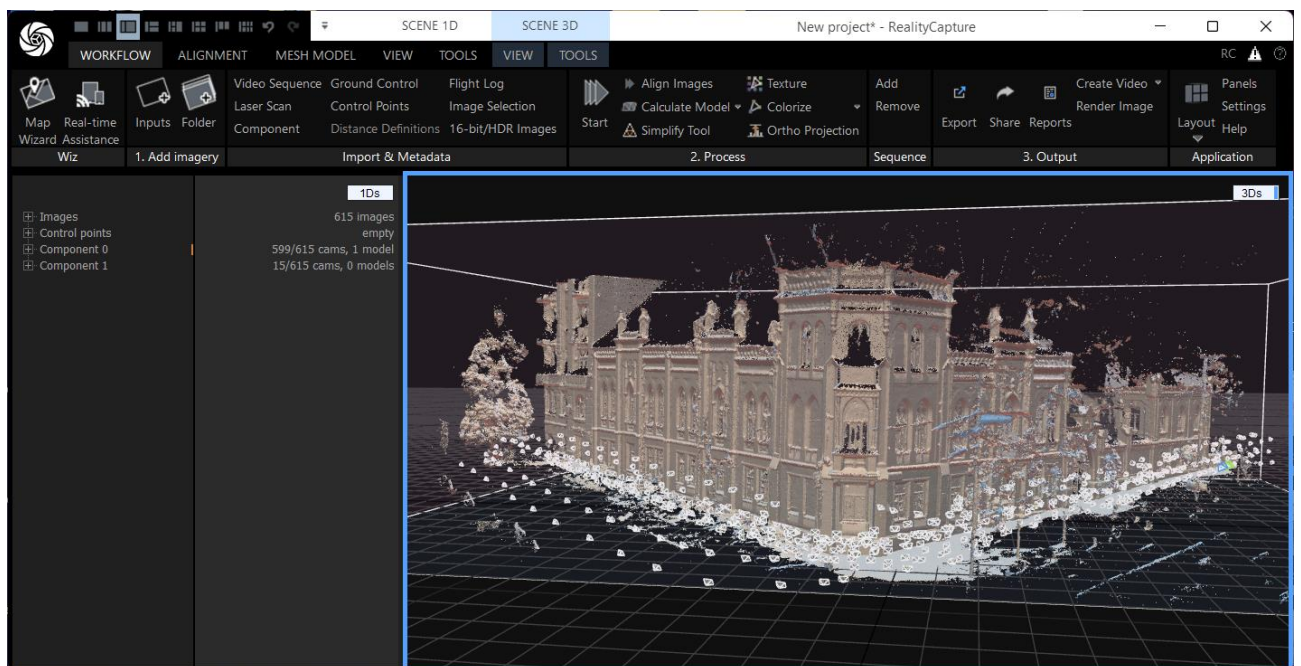 SCENE 1D SCENE 3D New project* - RealityCapture
WORKFLOW ALIGNMENT MESH MODEL VIEW TOOLS VIEW TOOLS RC
Video Sequence Ground Control Flight Log Align Images Texture Add Create Video Panels
Laser Scan Control Points Image Selection Calculate Model Colorize Remove Render Image Settings
Map Real-time Inputs Folder Component Distance Definitions 16-bit/HDR Images Start Simplify Tool Ortho Projection Export Share Reports Layout Help
Wizard Assistance
Wiz 1. Add imagery Import & Metadata 2. Process Sequence 3. Output Application
1Ds 3Ds
Images 615 images
Control points empty
Component 0 599/615 cams, 1 model
Component 1 15/615 cams, 0 models